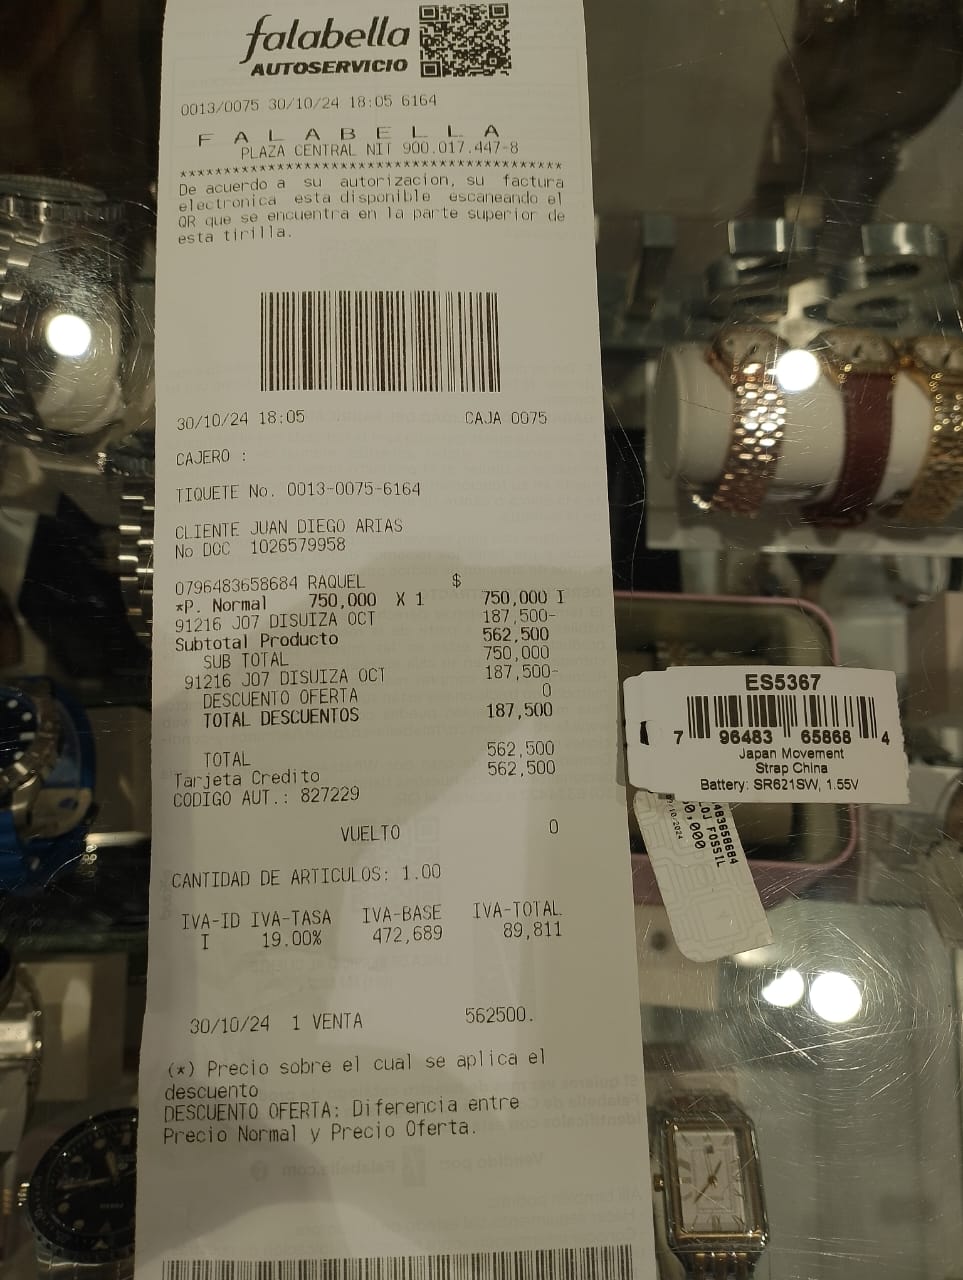 falabella
AUTOSERVICIO
0013/0075 30/10/24 18:05 6164
F A L A B E L L A
PLAZA CENTRAL NIT 900.017.447-8
******************************************
De acuerdo a su autorizacion, su factura
electronica esta disponible escaneando el
QR que se encuentra en la parte superior de
esta tirilla.
30/10/24 18:05 CAJA 0075
CAJERO :
TIQUETE No. 0013-0075-6164
CLIENTE JUAN DIEGO ARIAS
No DOC 1026579958
0796483658684 RAQUEL $
*P. Normal 750,000 X 1 750,000 I
91216 J07 DISUIZA OCT 187,500-
Subtotal Producto 562,500
SUB TOTAL 750,000
91216 J07 DISUIZA OCT 187,500-
DESCUENTO OFERTA 0
TOTAL DESCUENTOS 187,500
TOTAL 562,500
Tarjeta Credito 562,500
CODIGO AUT.: 827229
VUELTO 0
CANTIDAD DE ARTICULOS: 1.00
IVA-ID IVA-TASA IVA-BASE IVA-TOTAL
I 19.00% 472,689 89,811
30/10/24 1 VENTA 562500.
(*) Precio sobre el cual se aplica el
descuento
DESCUENTO OFERTA: Diferencia entre
Precio Normal y Precio Oferta.
ES5367
7 96483 65868 4
Japan Movement
Strap China
Battery: SR621SW, 1.55V
483658684
LOJ FOSSIL
50,000
/10/2024